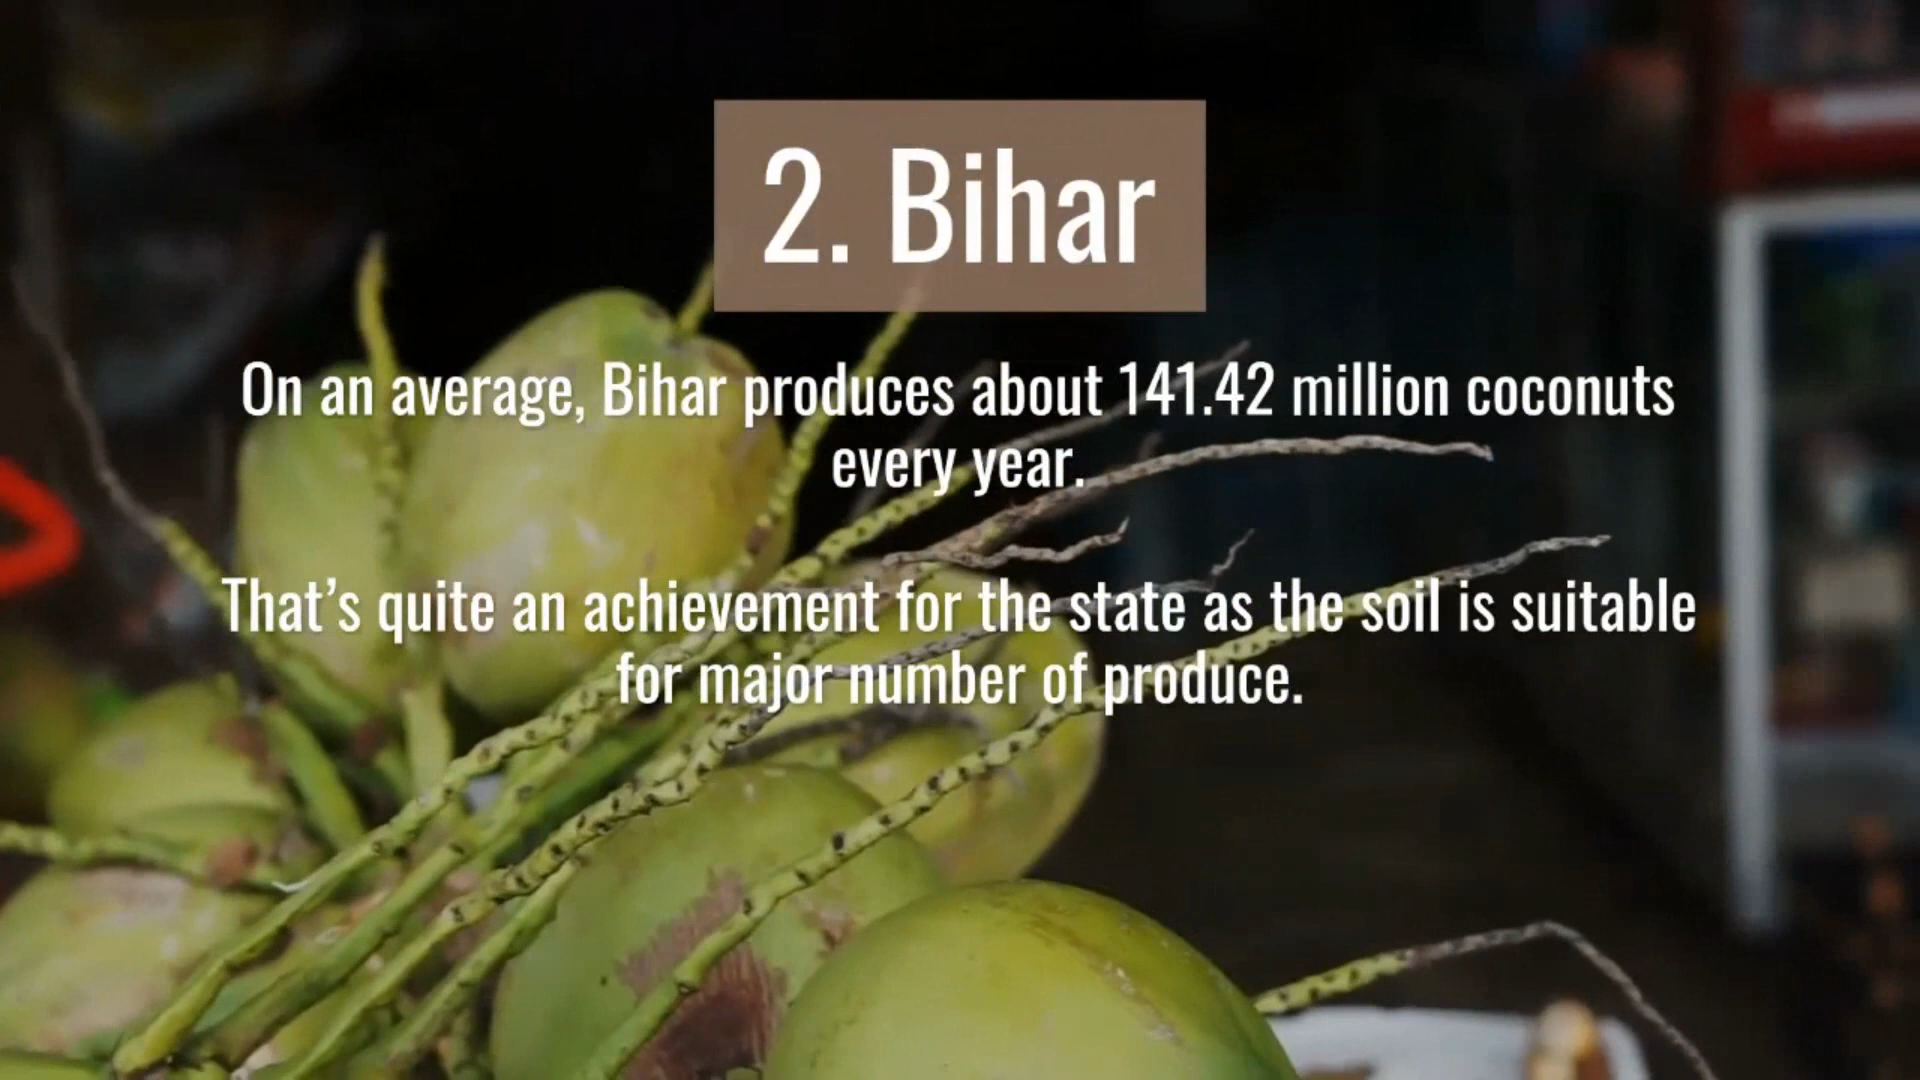 2. Bihar
On an average, Bihar produces about 141.42 million coconuts
every year.
That’s quite an achievement for the state as the soil is suitable
for major number of produce.